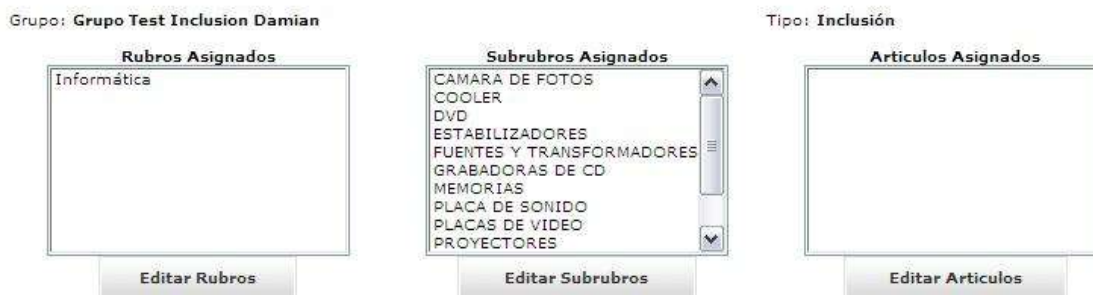 Grupo: Grupo Test Inclusion Damian
Tipo: Inclusión
Rubros Asignados
Informática
Editar Rubros
Subrubros Asignados
CAMARA DE FOTOS
COOLER
DVD
ESTABILIZADORES
FUENTES Y TRANSFORMADORES
GRABADORAS DE CD
MEMORIAS
PLACA DE SONIDO
PLACAS DE VIDEO
PROYECTORES
Editar Subrubros
Articulos Asignados
Editar Articulos